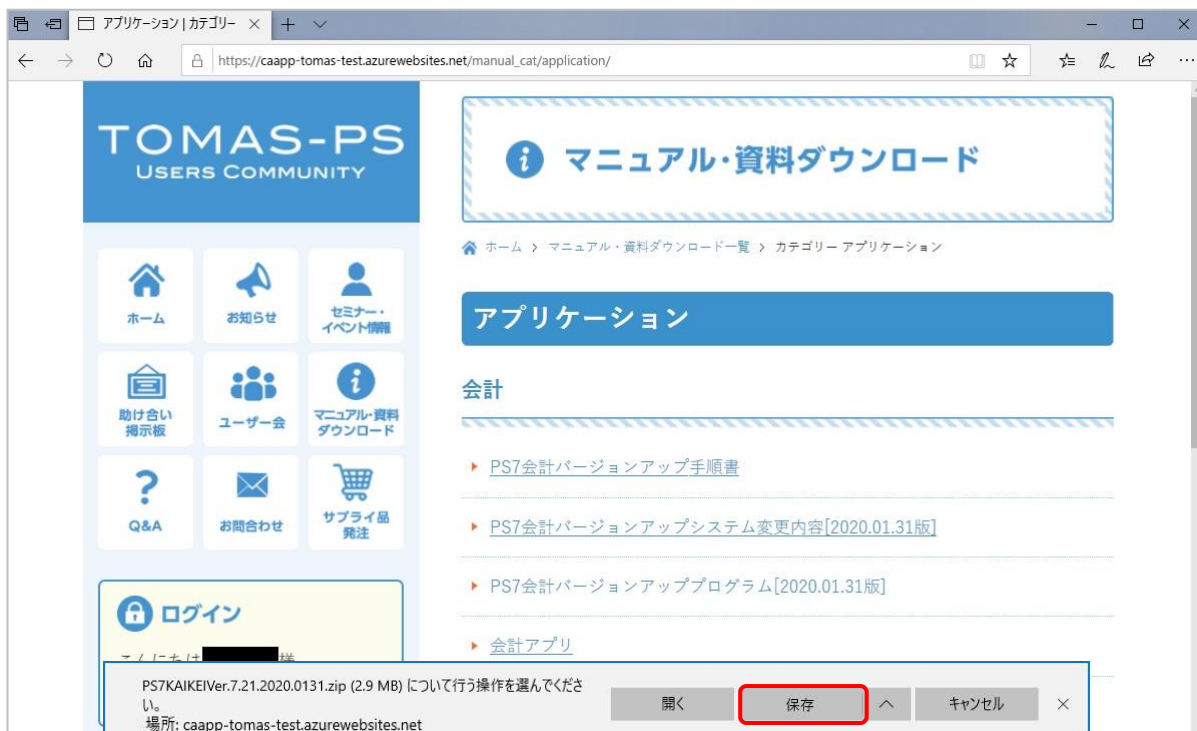 アプリケーション | カテゴリー
https://caapp-tomas-test.azurewebsites.net/manual_cat/application/
TOMAS-PS
USERS COMMUNITY
マニュアル・資料ダウンロード
ホーム > マニュアル・資料ダウンロード一覧 > カテゴリー アプリケーション
ホーム
お知らせ
セミナー・
イベント情報
助け合い
掲示板
ユーザー会
マニュアル・資料
ダウンロード
Q&A
お問合わせ
サプライ品
発注
アプリケーション
会計
PS7会計バージョンアップ手順書
PS7会計バージョンアップシステム変更内容[2020.01.31版]
PS7会計バージョンアッププログラム[2020.01.31版]
会計アプリ
ログイン
こんにちは 様
PS7KAIKEIVer.7.21.2020.0131.zip (2.9 MB) について行う操作を選んでくださ
い。
場所: caapp-tomas-test.azurewebsites.net
開く
保存
キャンセル